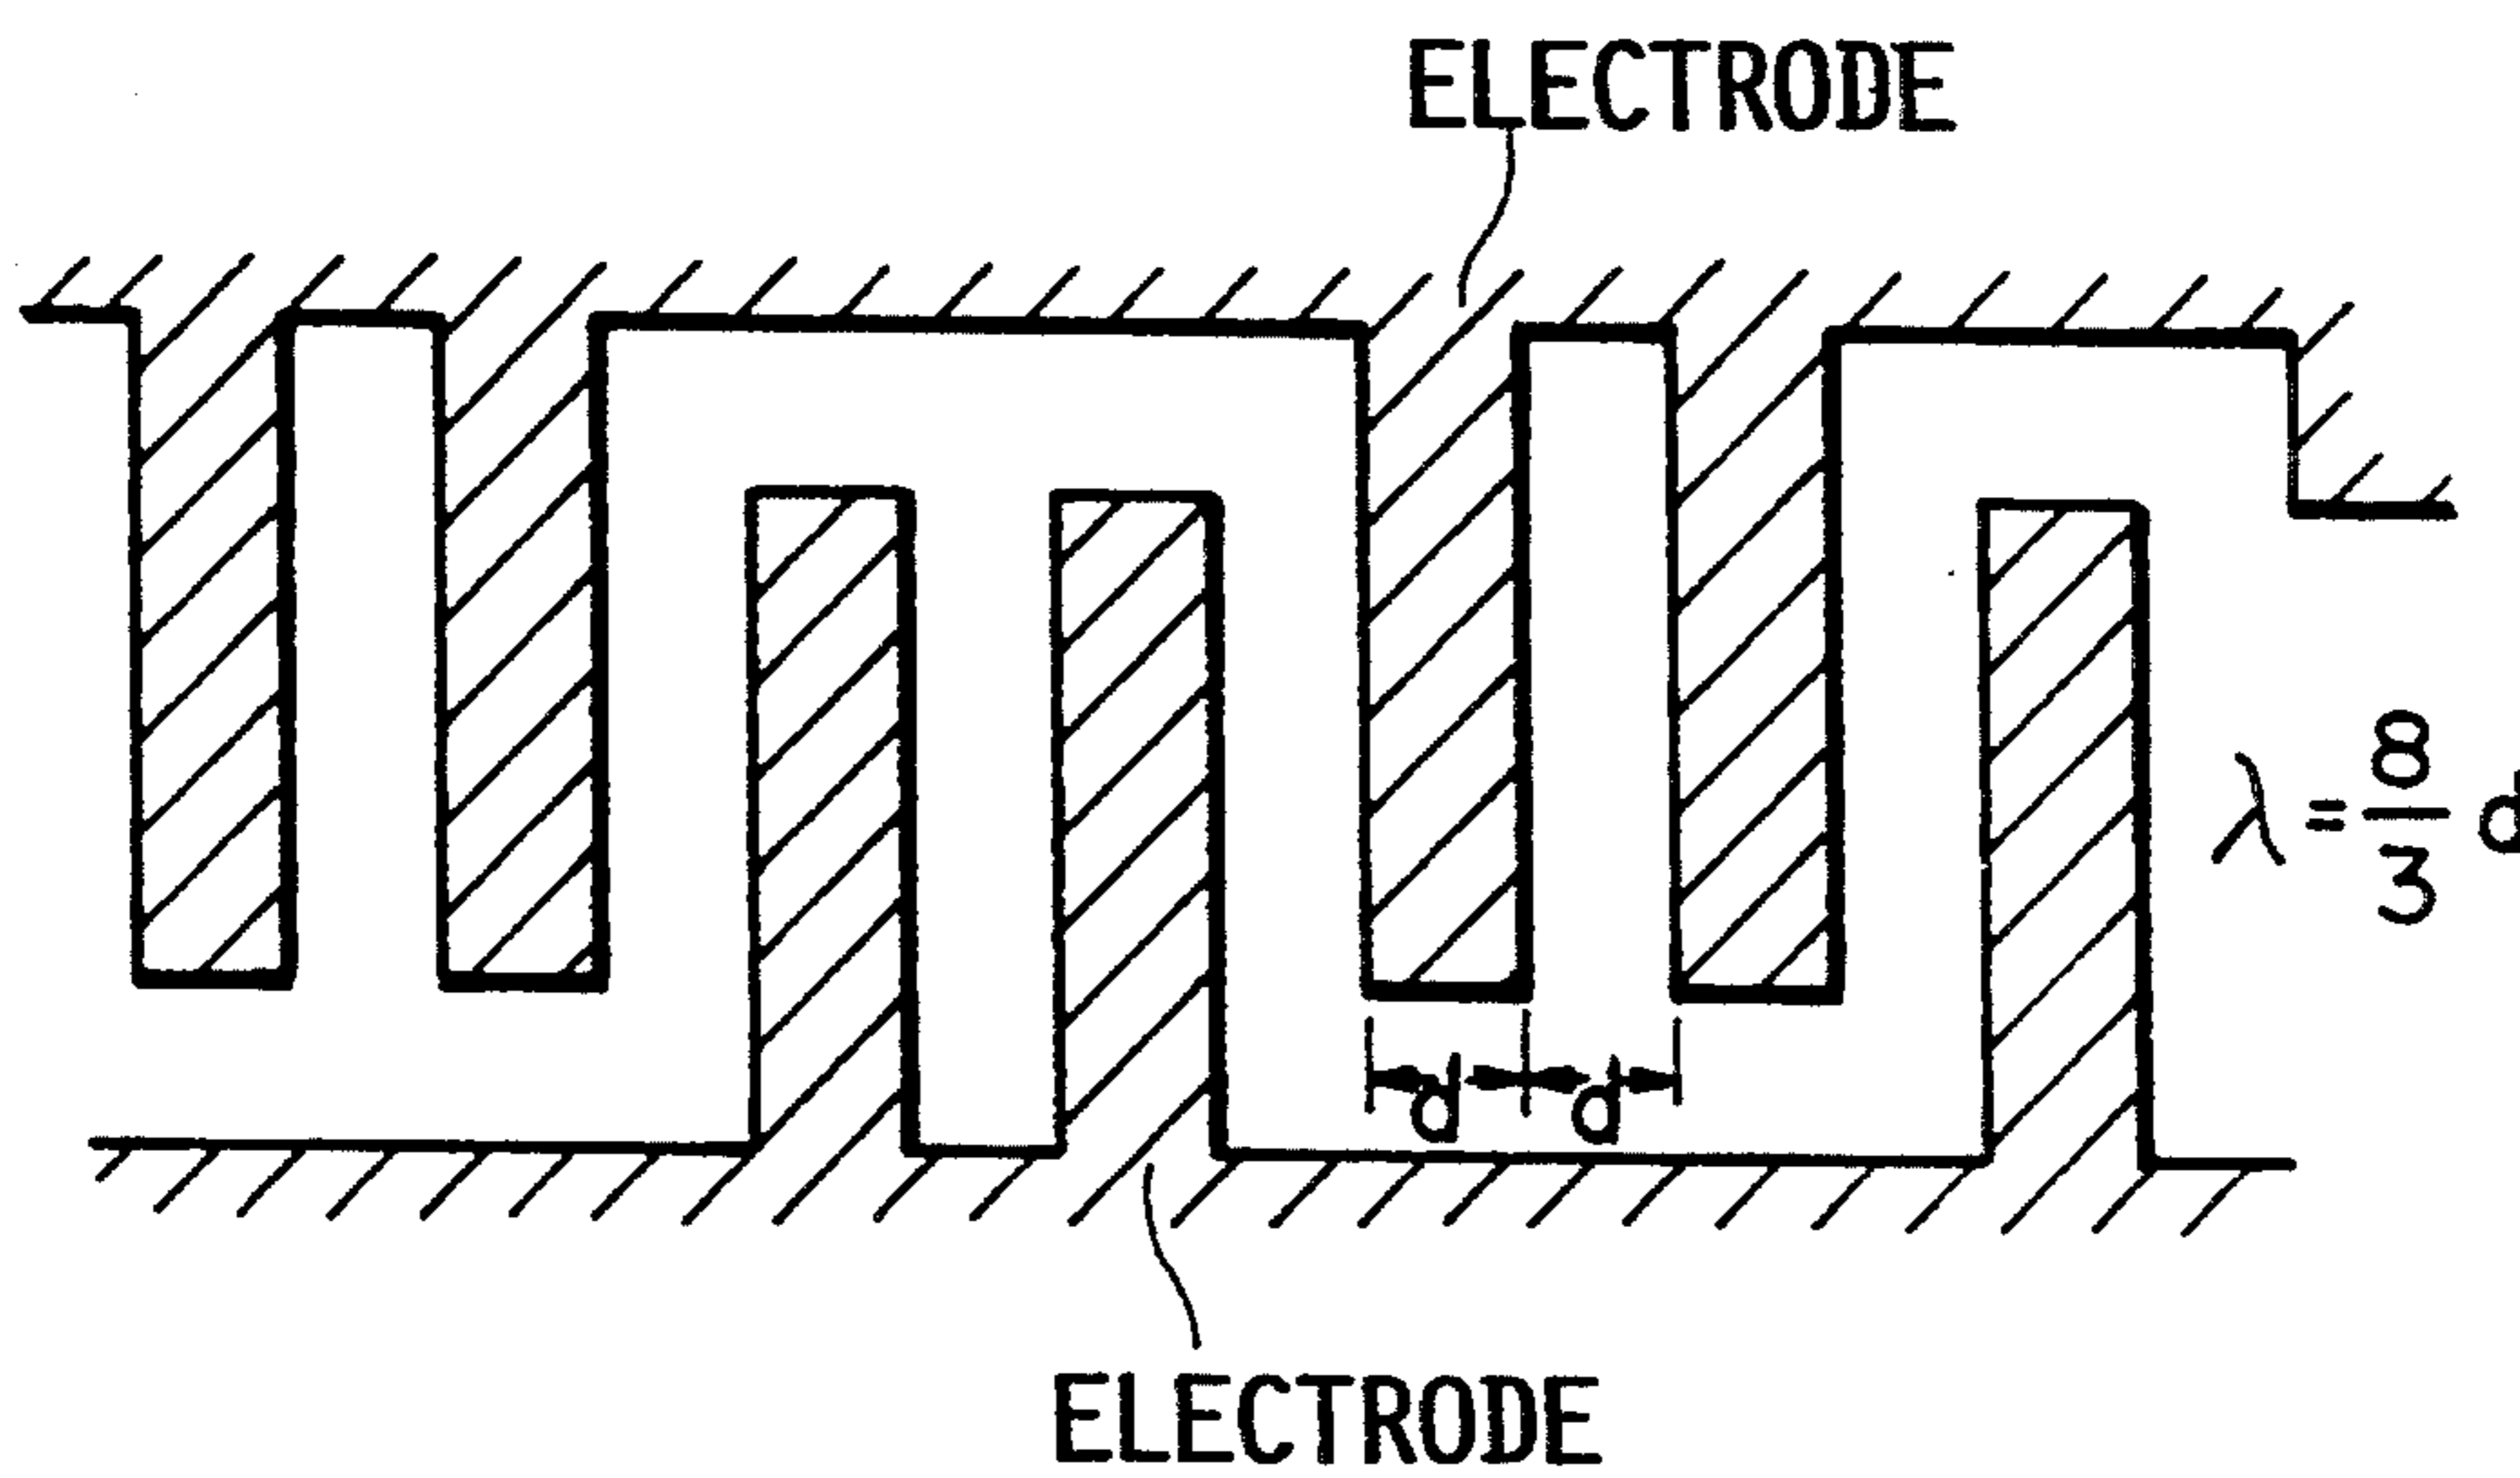 ELECTRODE
λ = 8/3 d
d d
ELECTRODE